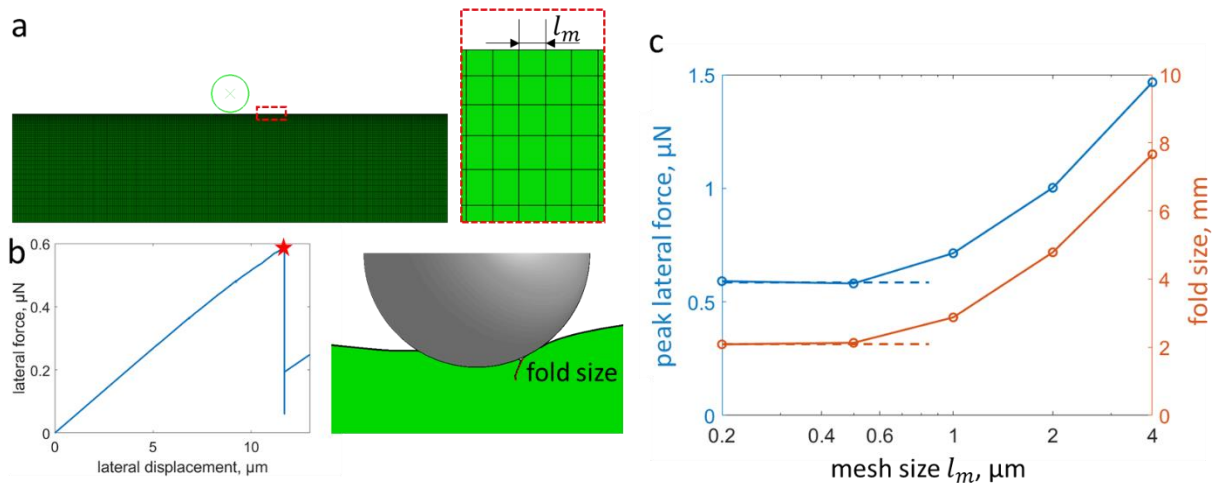 a
l_m
b
lateral force, µN
0.6
0.4
0.2
0
0
5
10
lateral displacement, µm
fold size
c
peak lateral force, µN
1.5
1
0.5
0
0.2
0.4
0.6
1
2
4
mesh size l_m, µm
10
8
6
4
2
0
fold size, mm